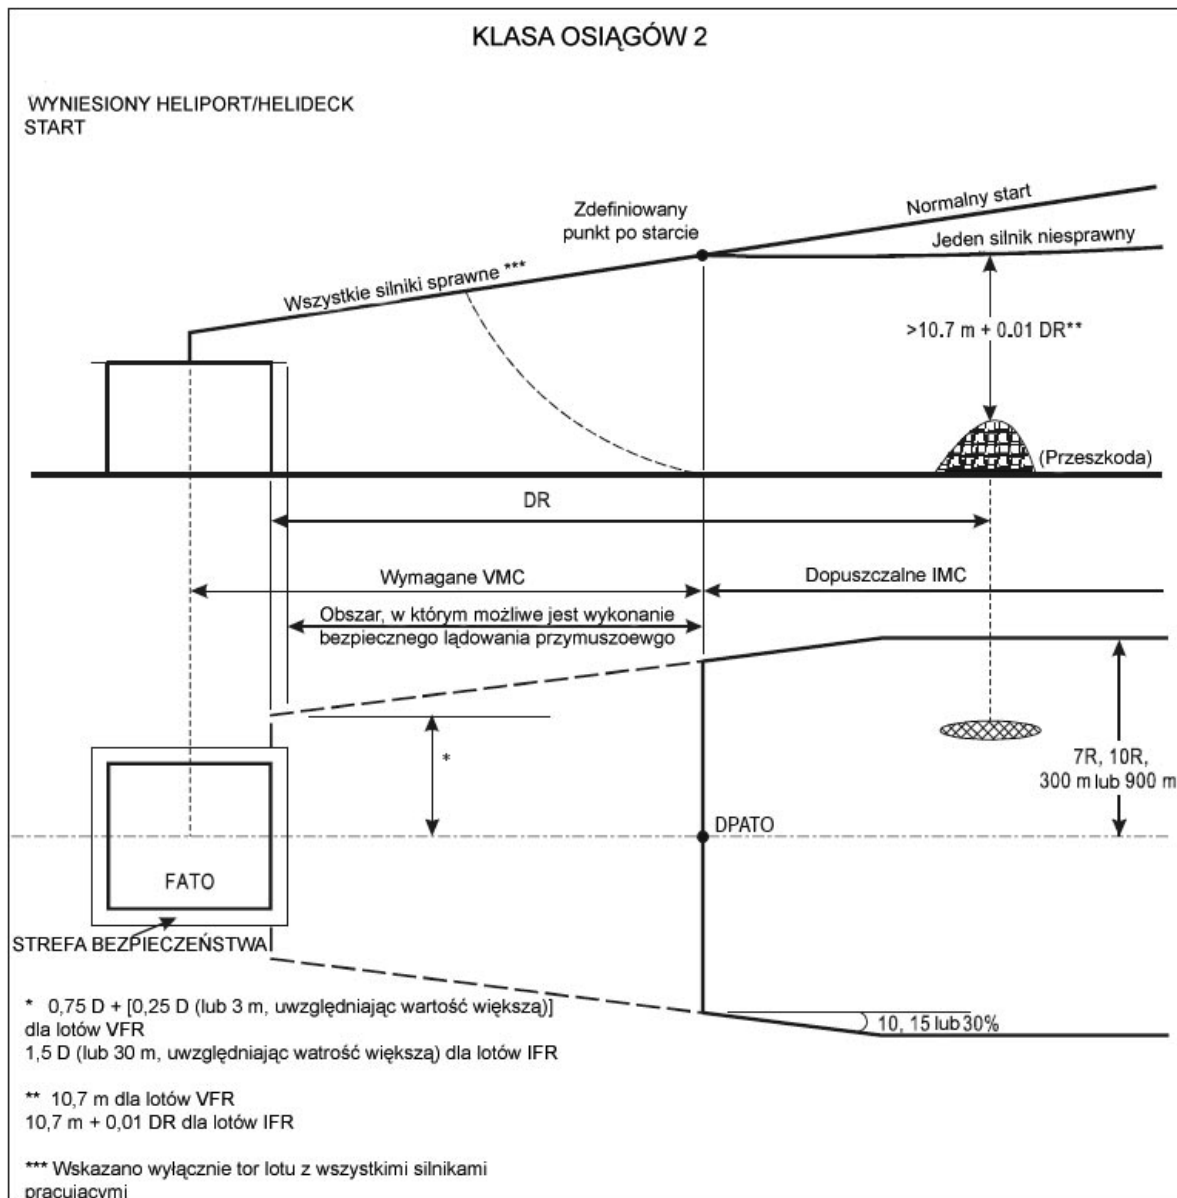 KLASA OSIĄGÓW 2
WYNIESIONY HELIPORT/HELIDECK
START
Zdefiniowany
punkt po starcie
Normalny start
Jeden silnik niesprawny
Wszystkie silniki sprawne ***
>10.7 m + 0.01 DR**
(Przeszkoda)
DR
Wymagane VMC
Dopuszczalne IMC
Obszar, w którym możliwe jest wykonanie
bezpiecznego lądowania przymuszoewgo
*
7R, 10R,
300 m lub 900 m
DPATO
FATO
STREFA BEZPIECZEŃSTWA
10, 15 lub 30%
* 0,75 D + [0,25 D (lub 3 m, uwzględniając wartość większą)]
dla lotów VFR
1,5 D (lub 30 m, uwzględniając watrość większą) dla lotów IFR
** 10,7 m dla lotów VFR
10,7 m + 0,01 DR dla lotów IFR
*** Wskazano wyłącznie tor lotu z wszystkimi silnikami
pracującymi